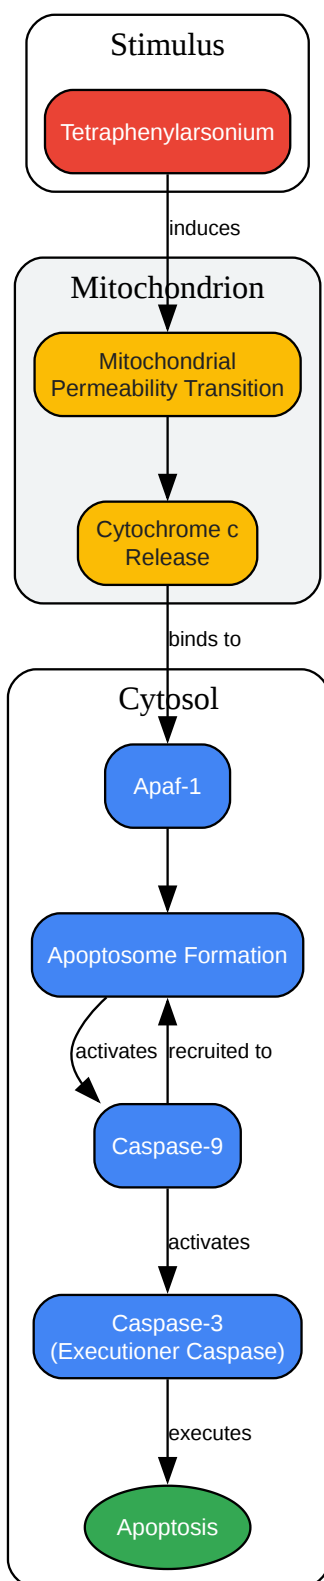 Stimulus
Tetraphenylarsonium
induces
Mitochondrion
Mitochondrial
Permeability Transition
Cytochrome c
Release
binds to
Cytosol
Apaf-1
Apoptosome Formation
activates
recruited to
Caspase-9
activates
Caspase-3
(Executioner Caspase)
executes
Apoptosis